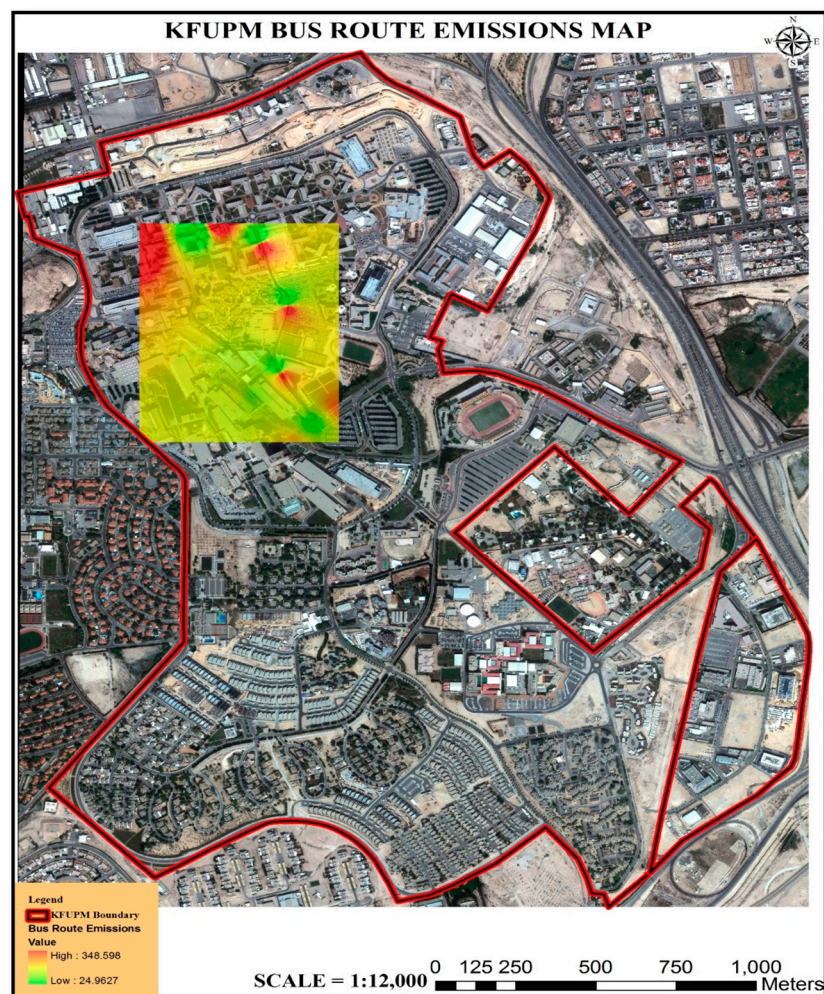 KFUPM BUS ROUTE EMISSIONS MAP
N
W E
S
Legend
KFUPM Boundary
Bus Route Emissions
Value
High : 348.598
Low : 24.9627
SCALE = 1:12,000
0 125 250 500 750 1,000
Meters